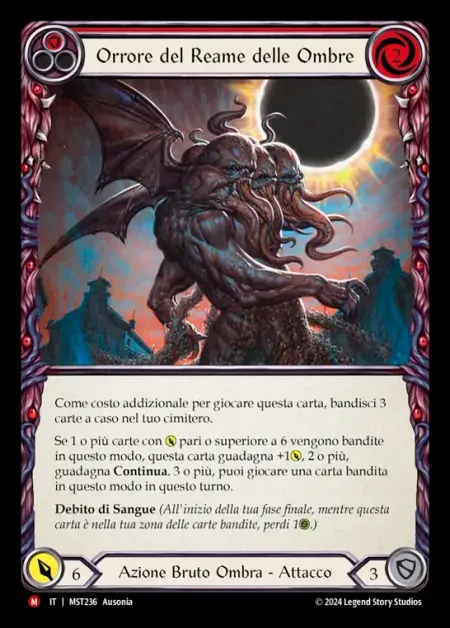 Orrore del Reame delle Ombre
2
Come costo addizionale per giocare questa carta, bandisci 3
carte a caso nel tuo cimitero.
Se 1 o più carte con pari o superiore a 6 vengono bandite
in questo modo, questa carta guadagna +1, 2 o più,
guadagna Continua. 3 o più, puoi giocare una carta bandita
in questo modo in questo turno.
Debito di Sangue (All'inizio della tua fase finale, mentre questa
carta è nella tua zona delle carte bandite, perdi 1.)
6
Azione Bruto Ombra - Attacco
3
M IT | MST236 Ausonia
© 2024 Legend Story Studios